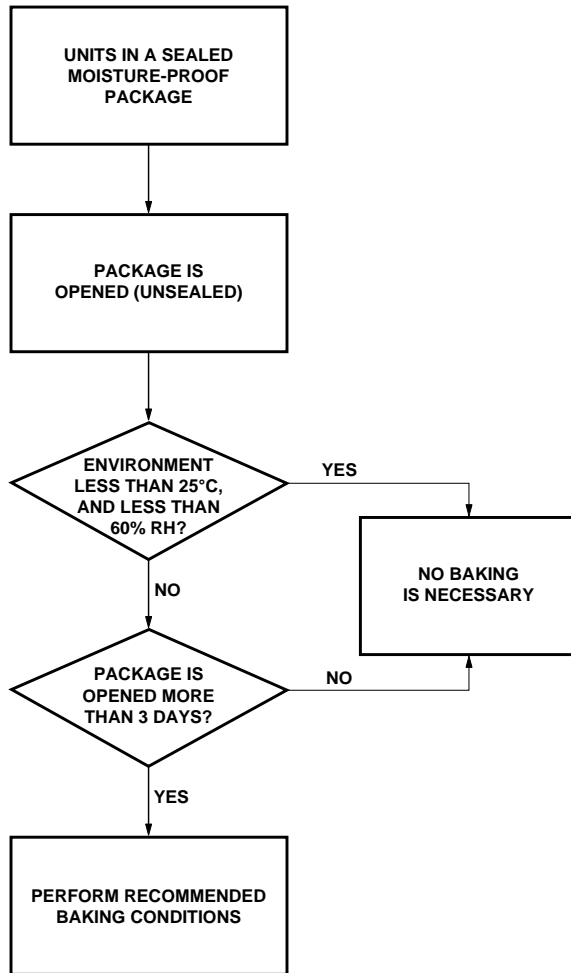 UNITS IN A SEALED
MOISTURE-PROOF
PACKAGE
PACKAGE IS
OPENED (UNSEALED)
ENVIRONMENT
LESS THAN 25°C,
AND LESS THAN
60% RH?
YES
NO BAKING
IS NECESSARY
NO
PACKAGE IS
OPENED MORE
THAN 3 DAYS?
NO
YES
PERFORM RECOMMENDED
BAKING CONDITIONS